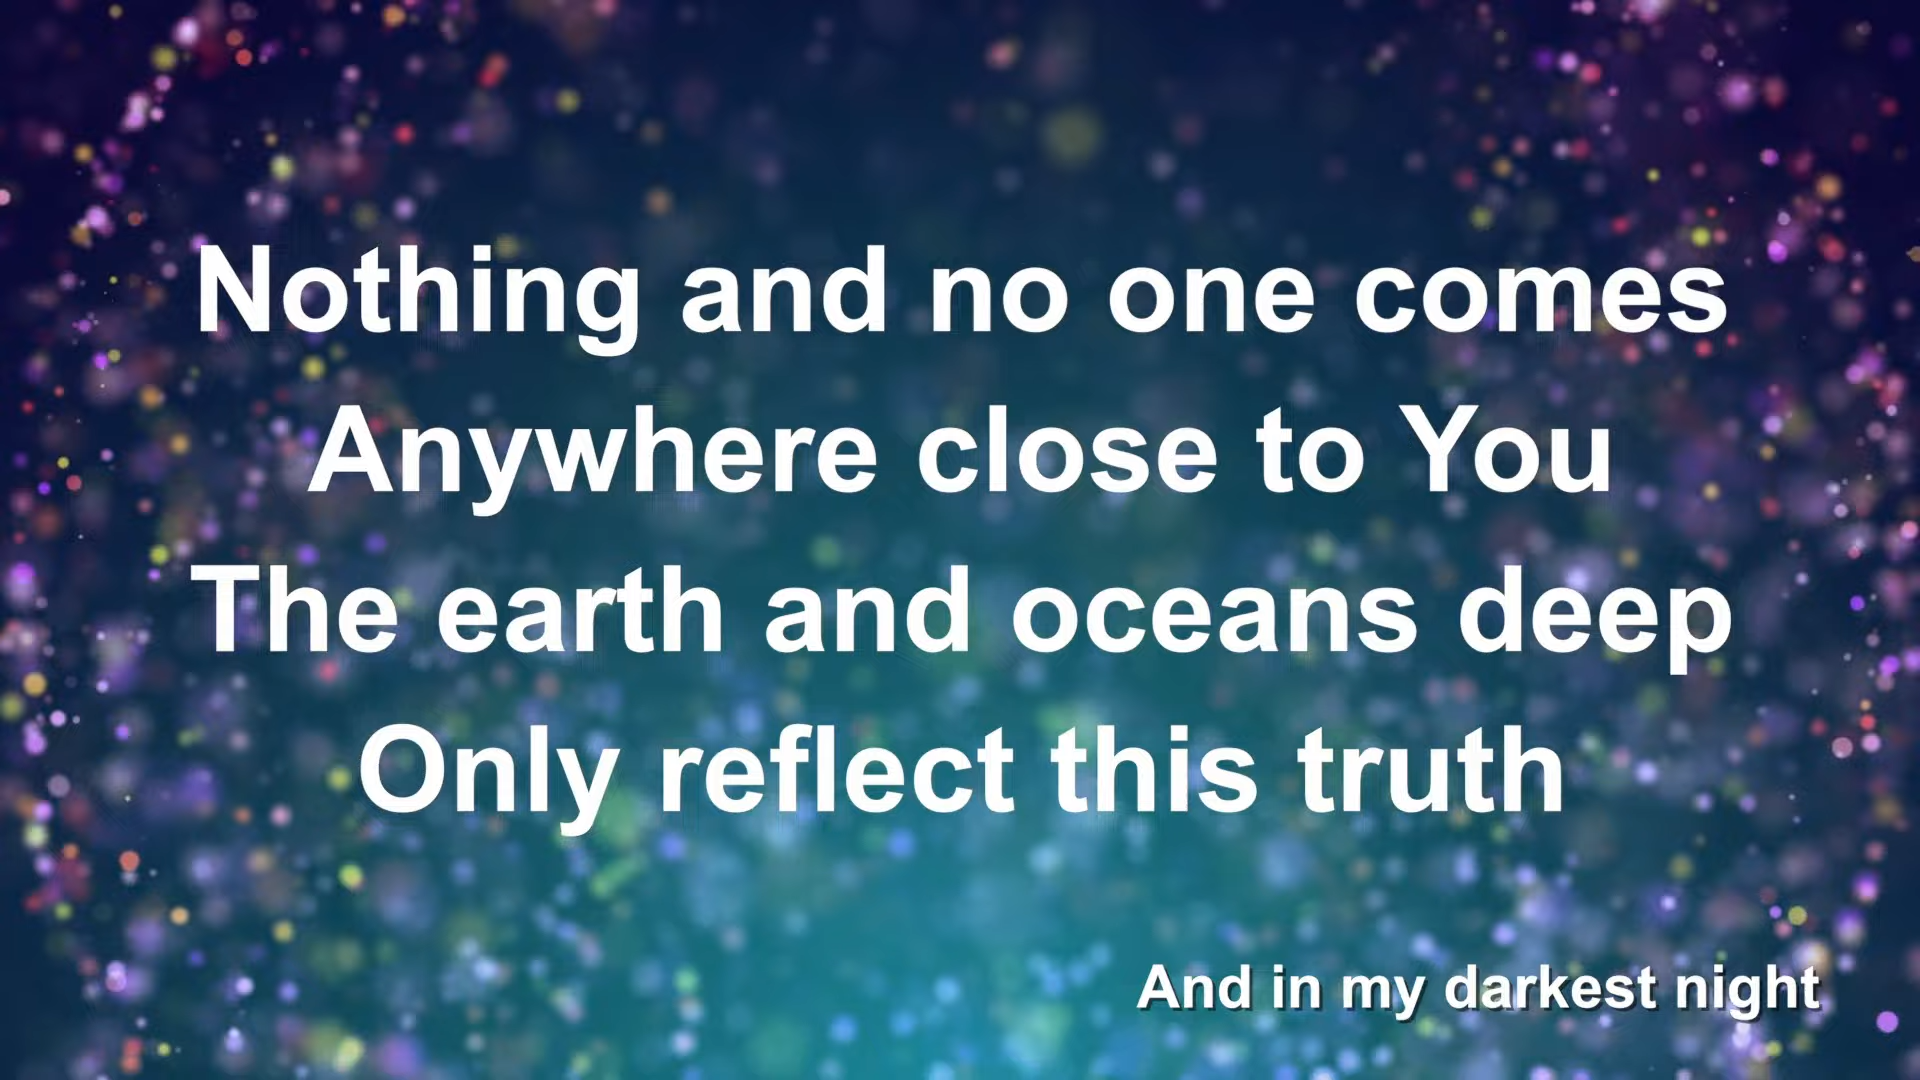 Nothing and no one comes
Anywhere close to You
The earth and oceans deep
Only reflect this truth
And in my darkest night